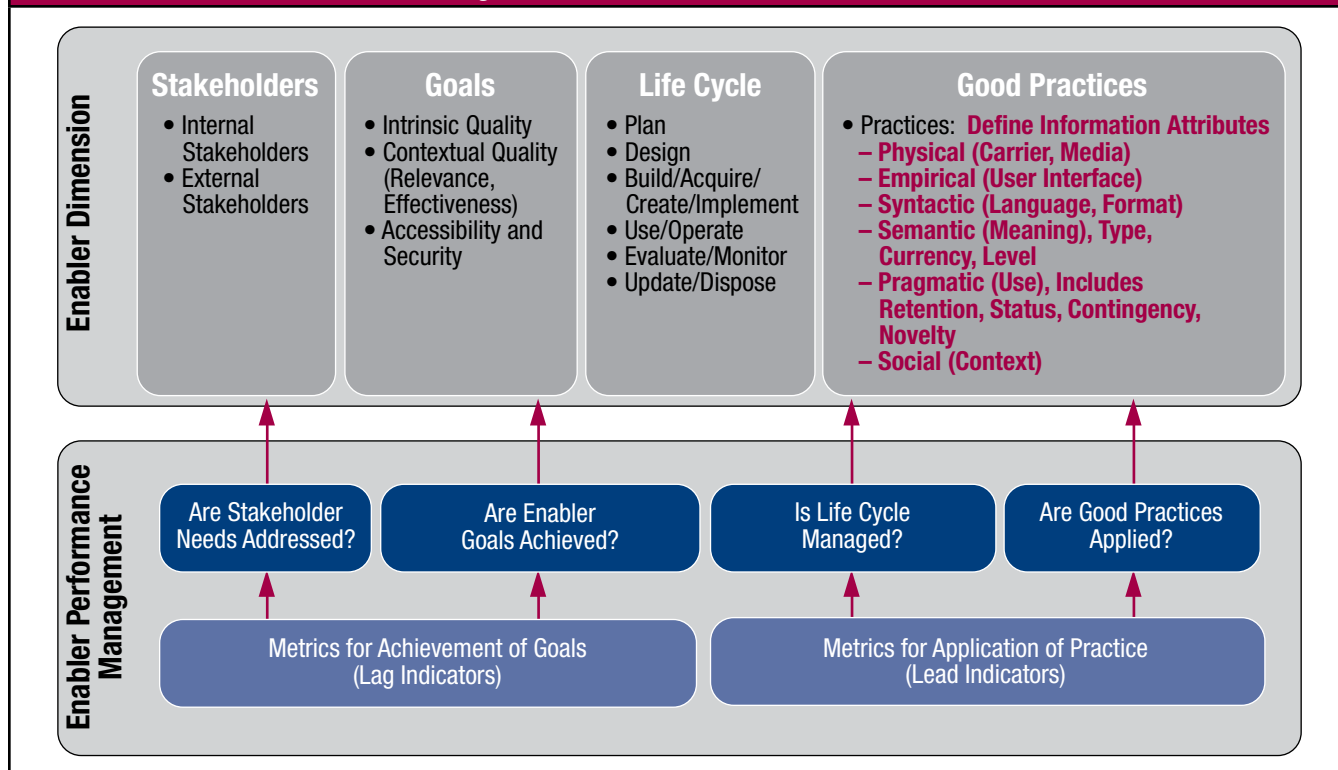 Enabler Dimension
Stakeholders
• Internal
Stakeholders
• External
Stakeholders
Goals
• Intrinsic Quality
• Contextual Quality
(Relevance,
Effectiveness)
• Accessibility and
Security
Life Cycle
• Plan
• Design
• Build/Acquire/
Create/Implement
• Use/Operate
• Evaluate/Monitor
• Update/Dispose
Good Practices
• Practices: Define Information Attributes
– Physical (Carrier, Media)
– Empirical (User Interface)
– Syntactic (Language, Format)
– Semantic (Meaning), Type,
Currency, Level
– Pragmatic (Use), Includes
Retention, Status, Contingency,
Novelty
– Social (Context)
Enabler Performance
Management
Are Stakeholder
Needs Addressed?
Are Enabler
Goals Achieved?
Is Life Cycle
Managed?
Are Good Practices
Applied?
Metrics for Achievement of Goals
(Lag Indicators)
Metrics for Application of Practice
(Lead Indicators)